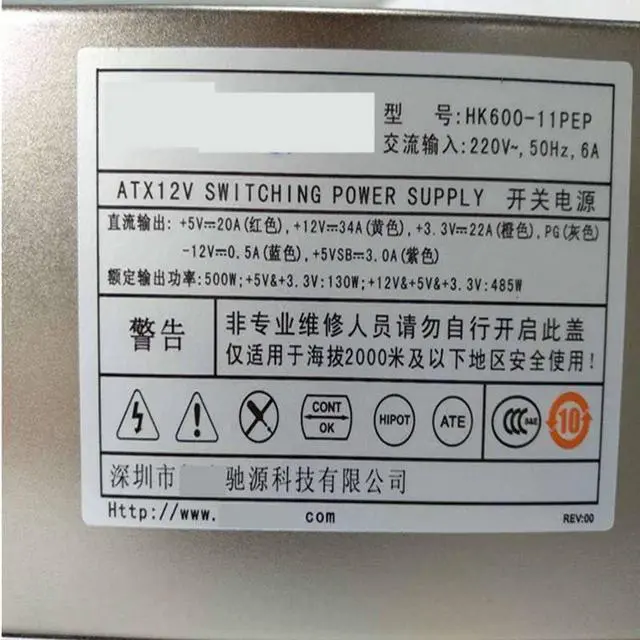 型 号:HK600-11PEP
交流输入:220V~,50Hz,6A
ATX12V SWITCHING POWER SUPPLY 开关电源
直流输出: +5V⎓20A(红色),+12V⎓34A(黄色),+3.3V⎓22A(橙色),PG(灰色)
-12V⎓0.5A(蓝色),+5VSB⎓3.0A(紫色)
额定输出功率:500W;+5V&+3.3V:130W;+12V&+5V&+3.3V:485W
警告
非专业维修人员请勿自行开启此盖
仅适用于海拔2000米及以下地区安全使用!
CONT
OK
HIPOT
ATE
CCC S&E
10
深圳市 驰源科技有限公司
Http://www. com
REV:00